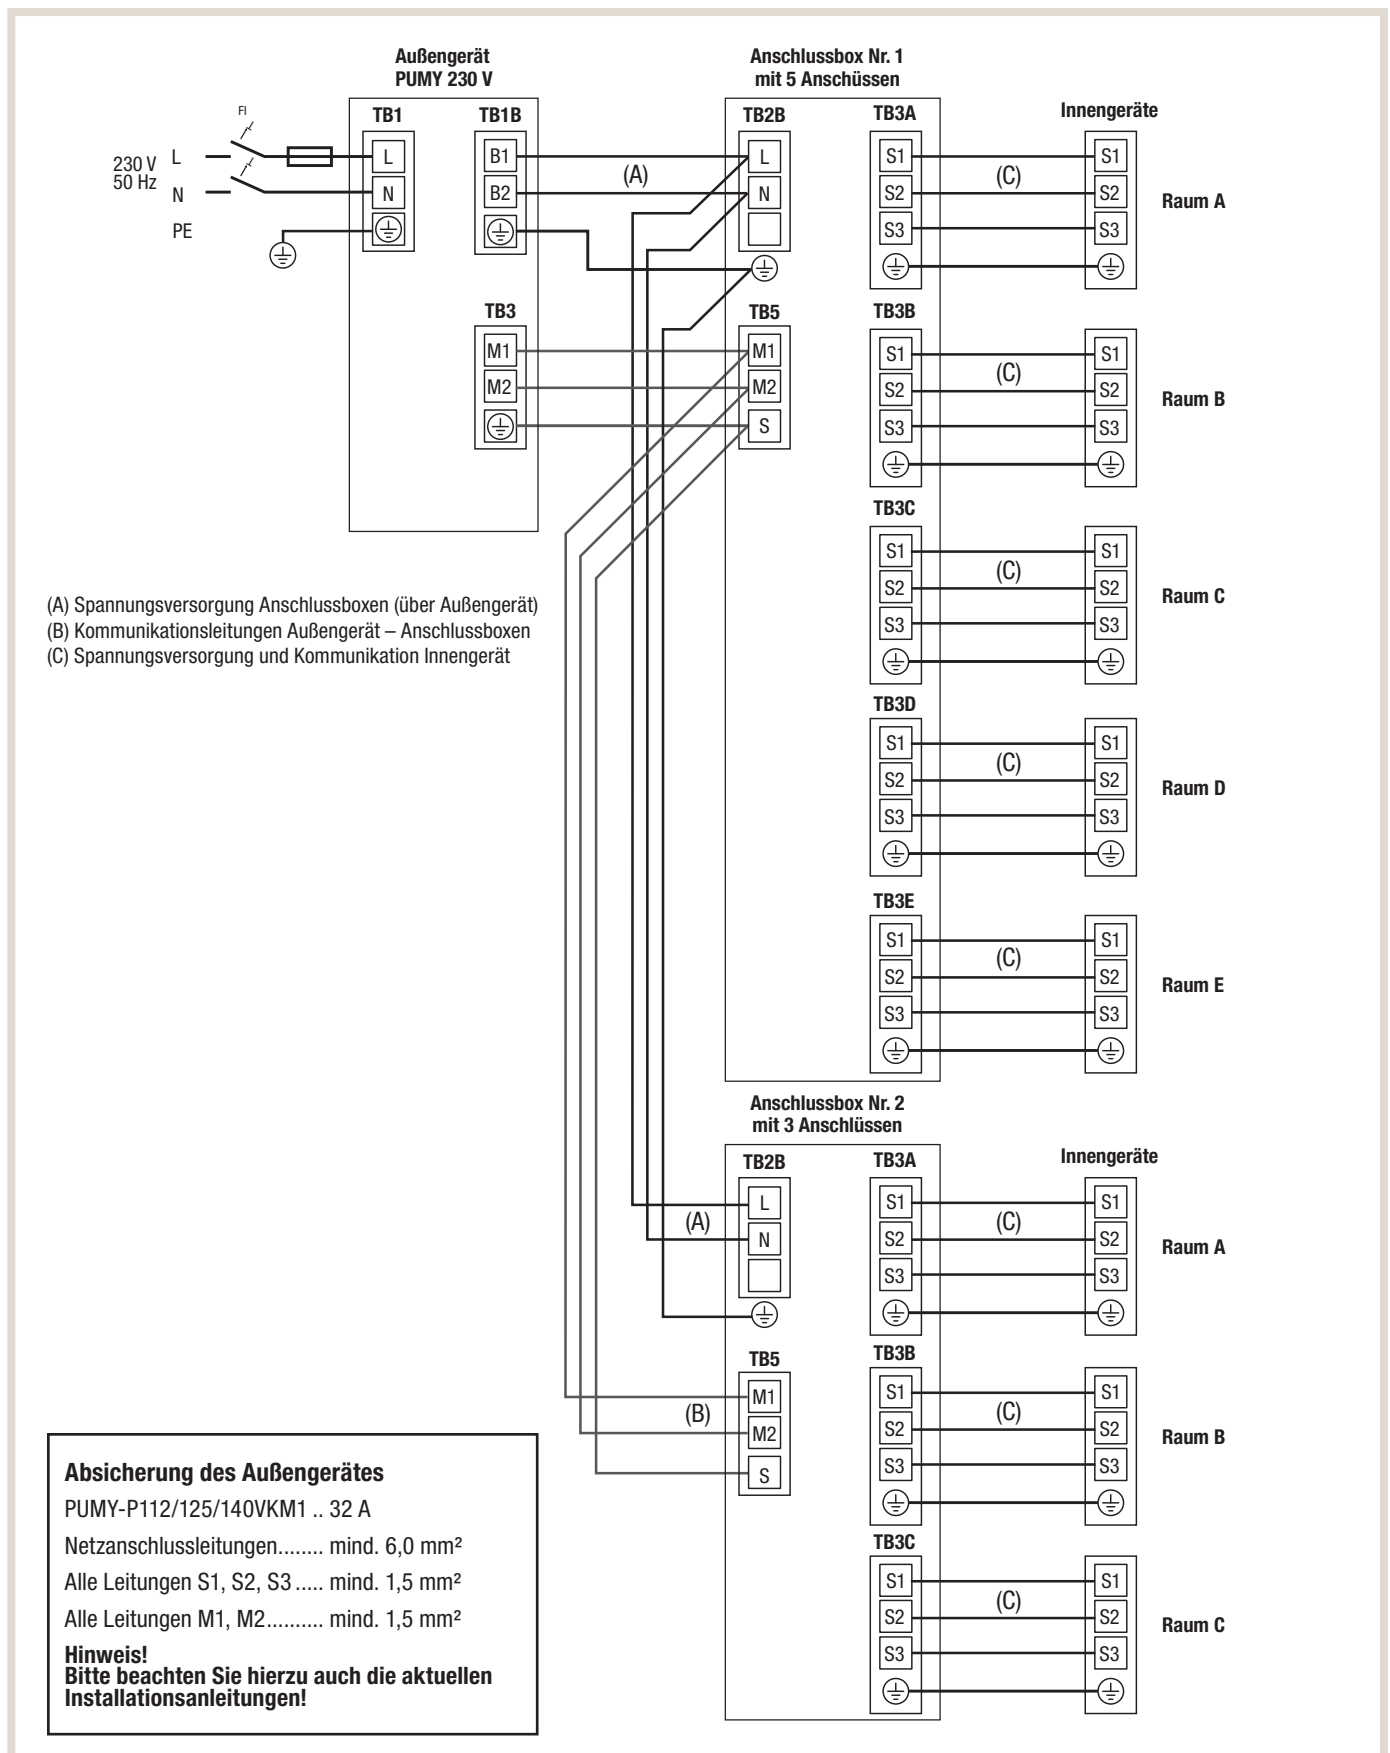 Außengerät
PUMY 230 V
Anschlussbox Nr. 1
mit 5 Anschüssen
FI
TB1
TB1B
TB2B
TB3A
Innengeräte
230 V
50 Hz
L
N
PE
L
N
B1
B2
(A)
L
N
S1
S2
S3
(C)
S1
S2
S3
Raum A
TB3
M1
M2
TB5
M1
M2
S
TB3B
S1
S2
S3
(C)
S1
S2
S3
Raum B
TB3C
S1
S2
S3
(C)
S1
S2
S3
Raum C
(A) Spannungsversorgung Anschlussboxen (über Außengerät)
(B) Kommunikationsleitungen Außengerät – Anschlussboxen
(C) Spannungsversorgung und Kommunikation Innengerät
TB3D
S1
S2
S3
(C)
S1
S2
S3
Raum D
TB3E
S1
S2
S3
(C)
S1
S2
S3
Raum E
Anschlussbox Nr. 2
mit 3 Anschlüssen
TB2B
TB3A
Innengeräte
(A)
L
N
S1
S2
S3
(C)
S1
S2
S3
Raum A
TB5
(B)
M1
M2
S
TB3B
S1
S2
S3
(C)
S1
S2
S3
Raum B
TB3C
S1
S2
S3
(C)
S1
S2
S3
Raum C
Absicherung des Außengerätes
PUMY-P112/125/140VKM1 .. 32 A
Netzanschlussleitungen........ mind. 6,0 mm²
Alle Leitungen S1, S2, S3 ..... mind. 1,5 mm²
Alle Leitungen M1, M2.......... mind. 1,5 mm²
Hinweis!
Bitte beachten Sie hierzu auch die aktuellen
Installationsanleitungen!